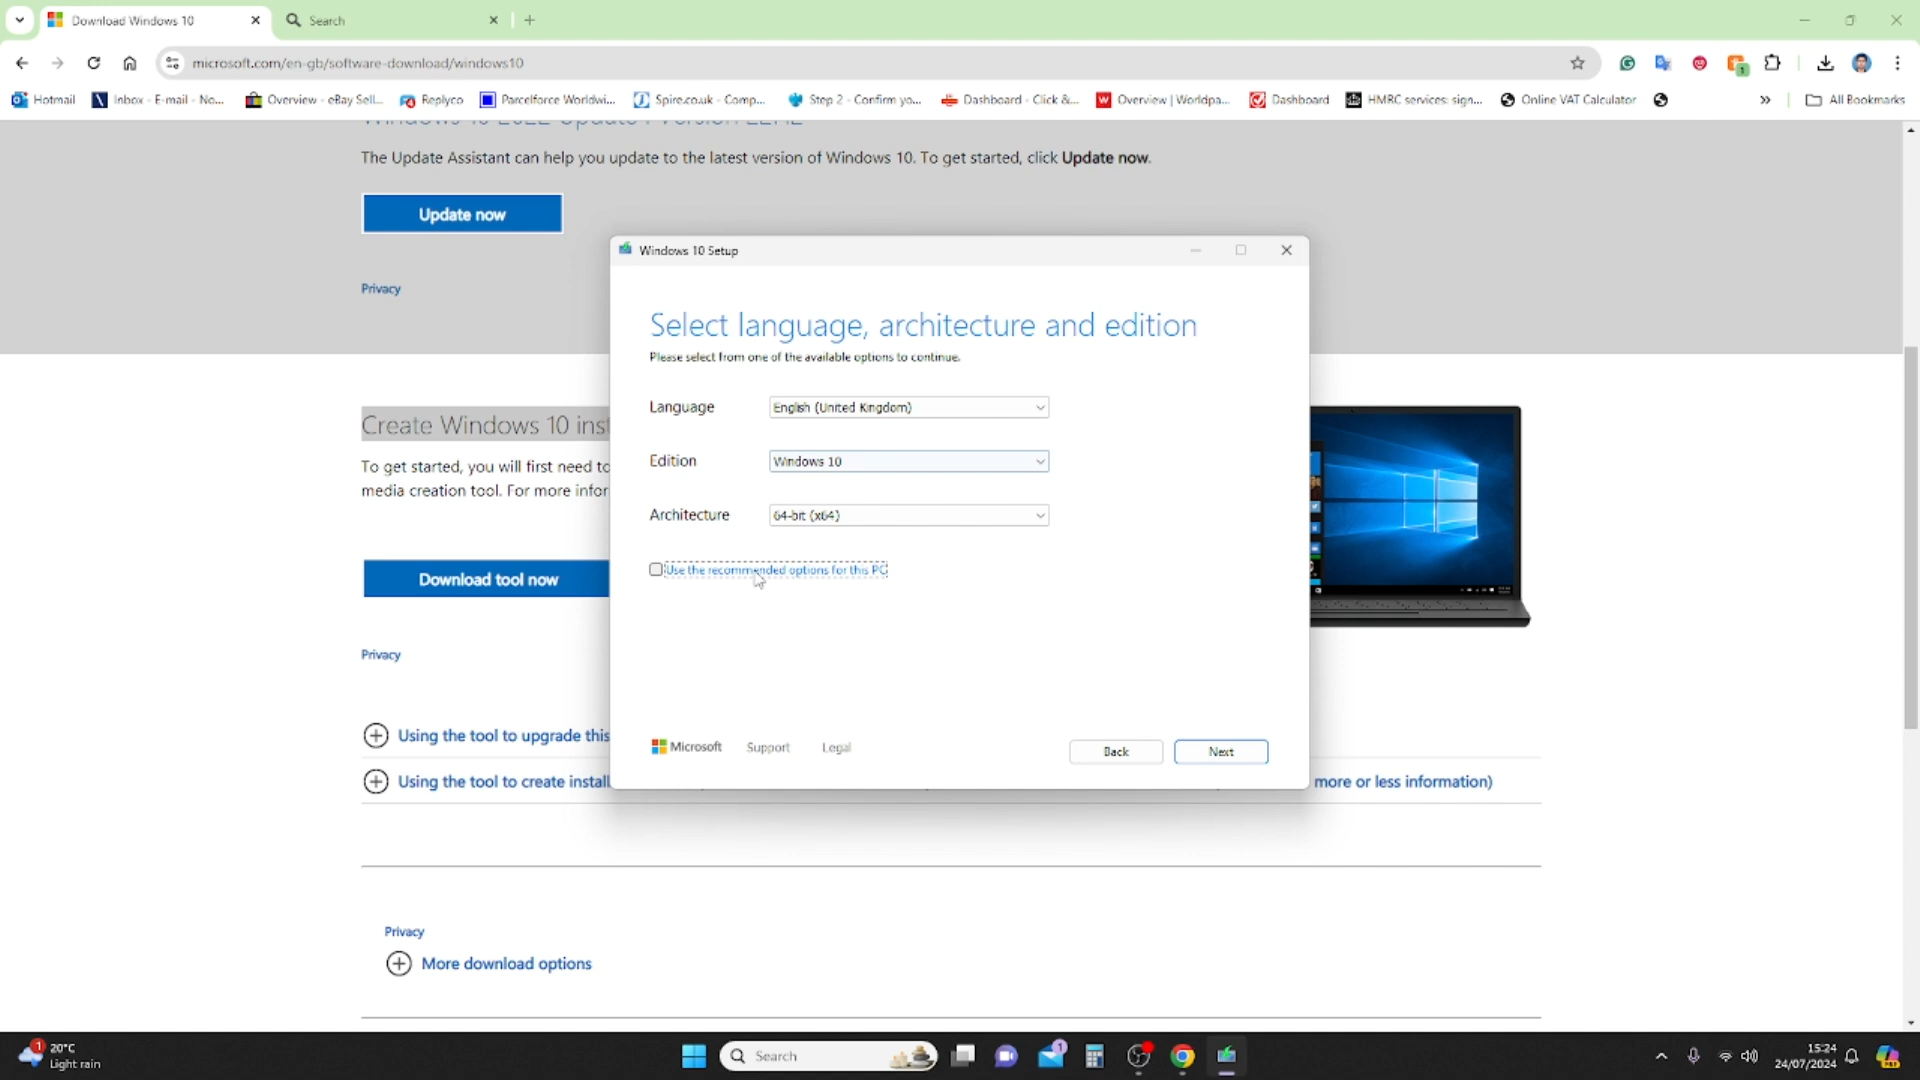 Download Windows 10
Search
microsoft.com/en-gb/software-download/windows10
1
Hotmail
Inbox - E-mail - No...
Overview - eBay Sell...
Replyco
Parcelforce Worldwi...
Spire.co.uk - Comp...
Step 2 - Confirm yo...
Dashboard - Click &...
Overview | Worldpa...
Dashboard
HMRC services: sign...
Online VAT Calculator
All Bookmarks
The Update Assistant can help you update to the latest version of Windows 10. To get started, click Update now.
Update now
Privacy
Windows 10 Setup
Select language, architecture and edition
Please select from one of the available options to continue.
Language
English (United Kingdom)
Edition
Windows 10
Architecture
64-bit (x64)
Use the recommended options for this PC
Microsoft
Support
Legal
Back
Next
Create Windows 10 inst
To get started, you will first need to
media creation tool. For more infor
Download tool now
Privacy
Using the tool to upgrade this
Using the tool to create install
more or less information)
Privacy
More download options
1
20°C
Light rain
Search
1
15:24
24/07/2024